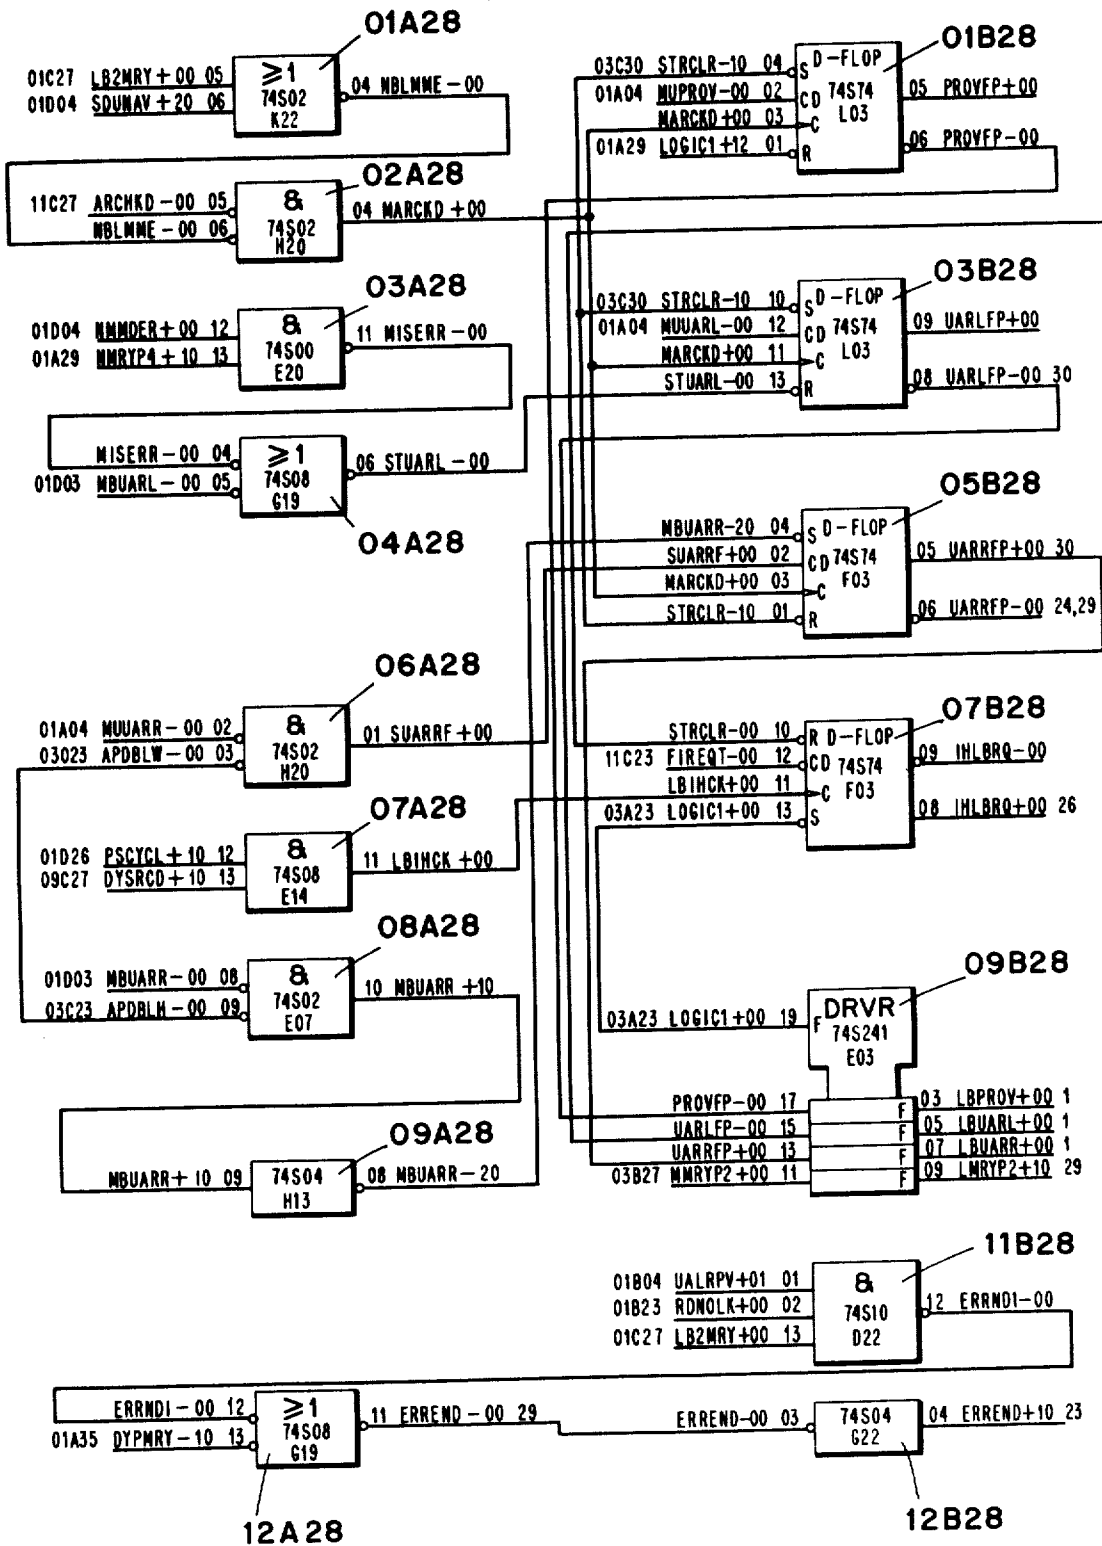 01A28
01C27 LB2MRY+00 05
01D04 SDUMAV+20 06
≥1
74S02
K22
04 MBLMME-00
02A28
11C27 ARCMKD-00 05
MBLMME-00 06
&
74S02
H20
04 MARCKD+00
03A28
01D04 MMMDER+00 12
01A29 MMRYP4+10 13
&
74S00
E20
11 MISERR-00
MISERR-00 04
01D03 MBUARL-00 05
≥1
74S08
G19
06 STUARL-00
04A28
06A28
01A04 MUUARR-00 02
03023 APDBLW-00 03
&
74S02
H20
01 SUARRF+00
07A28
01D26 PSCYCL+10 12
09C27 DYSRCD+10 13
&
74S08
E14
11 LBIHCK+00
08A28
01D03 MBUARR-00 08
03C23 APDBLH-00 09
&
74S02
E07
10 MBUARR+10
09A28
MBUARR+10 09
74S04
H13
08 MBUARR-20
ERRND1-00 12
01A35 DYPMRY-10 13
≥1
74S08
G19
11 ERREND-00 29
12A28
01B28
03C30 STRCLR-10 04
01A04 MUPROV-00 02
MARCKD+00 03
01A29 LOGIC1+12 01
S D-FLOP
CD 74S74
C L03
R
05 PROVFP+00
06 PROVFP-00
03B28
03C30 STRCLR-10 10
01A04 MUUARL-00 12
MARCKD+00 11
STUARL-00 13
S D-FLOP
CD 74S74
C L03
R
09 UARLFP+00
08 UARLFP-00 30
05B28
MBUARR-20 04
SUARRF+00 02
MARCKD+00 03
STRCLR-10 01
S D-FLOP
CD 74S74
C F03
R
05 UARRFP+00 30
06 UARRFP-00 24,29
07B28
STRCLR-00 10
11C23 FIREQT-00 12
LBIHCK+00 11
03A23 LOGIC1+00 13
R D-FLOP
CD 74S74
C F03
S
09 IHLBRQ-00
08 IHLBRQ+00 26
09B28
03A23 LOGIC1+00 19
F DRVR
74S241
E03
PROVFP-00 17
UARLFP-00 15
UARRFP+00 13
03B27 MMRYP2+00 11
F
F
F
F
03 LBPROV+00 1
05 LBUARL+00 1
07 LBUARR+00 1
09 LMRYP2+10 29
11B28
01B04 UALRPV+01 01
01B23 RDNOLK+00 02
01C27 LB2MRY+00 13
&
74S10
D22
12 ERRND1-00
ERREND-00 03
74S04
G22
04 ERREND+10 23
12B28